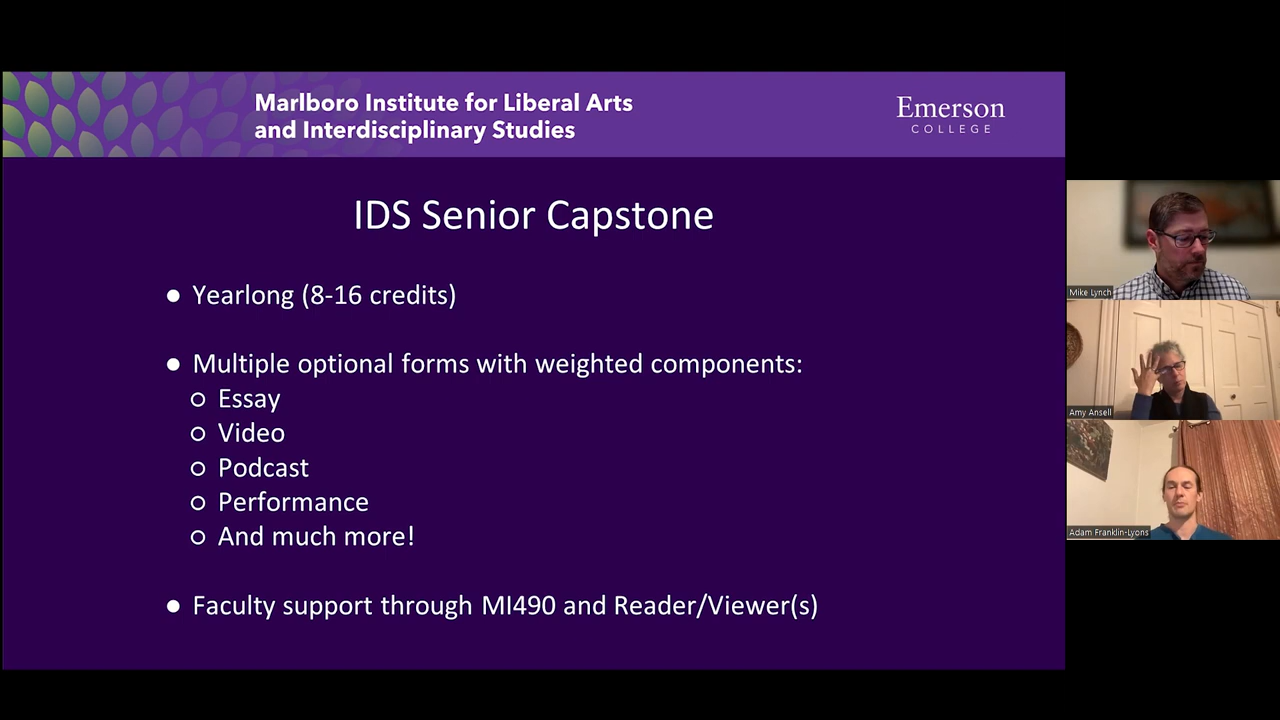 Marlboro Institute for Liberal Arts
and Interdisciplinary Studies
Emerson
COLLEGE
IDS Senior Capstone
● Yearlong (8-16 credits)
● Multiple optional forms with weighted components:
○ Essay
○ Video
○ Podcast
○ Performance
○ And much more!
● Faculty support through MI490 and Reader/Viewer(s)
Mike Lynch
Amy Ansell
Adam Franklin-Lyons